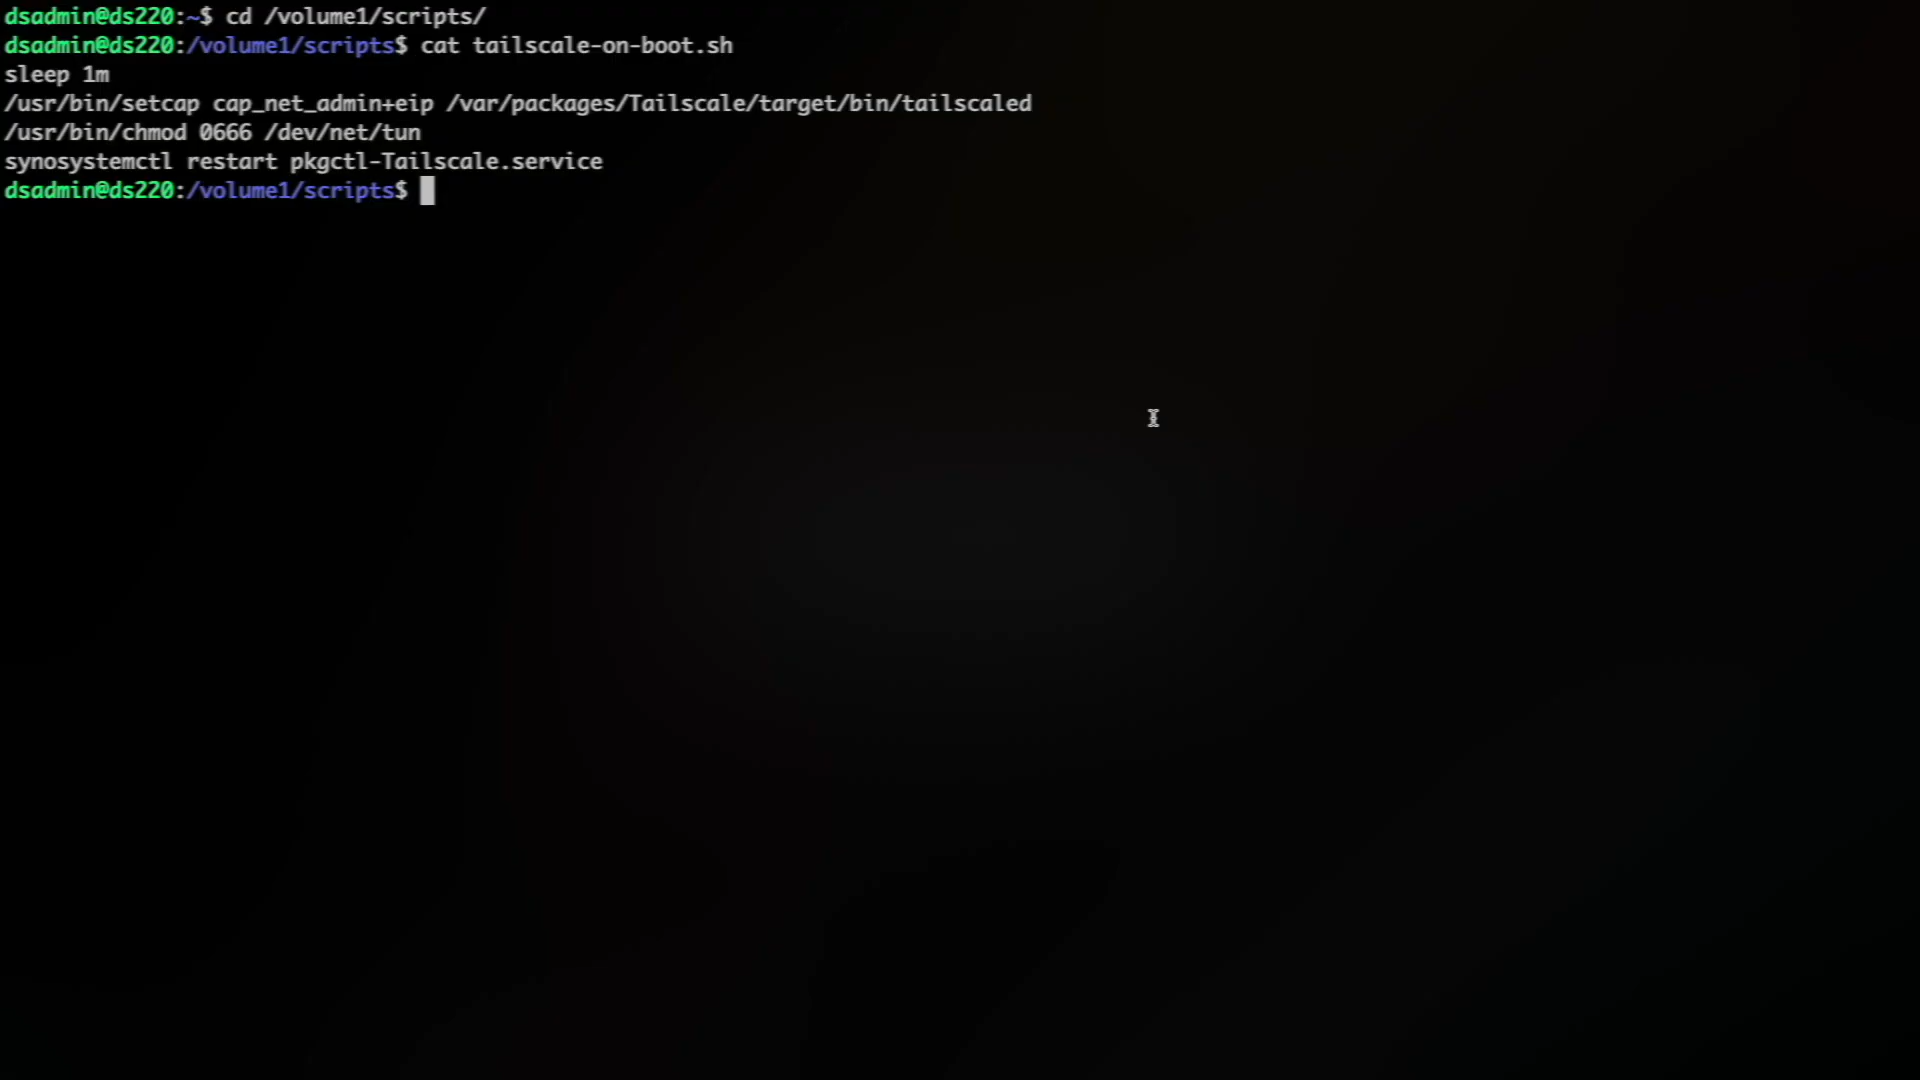 dsadmin@ds220:~$ cd /volume1/scripts/
dsadmin@ds220:/volume1/scripts$ cat tailscale-on-boot.sh
sleep 1m
/usr/bin/setcap cap_net_admin+eip /var/packages/Tailscale/target/bin/tailscaled
/usr/bin/chmod 0666 /dev/net/tun
synosystemctl restart pkgctl-Tailscale.service
dsadmin@ds220:/volume1/scripts$